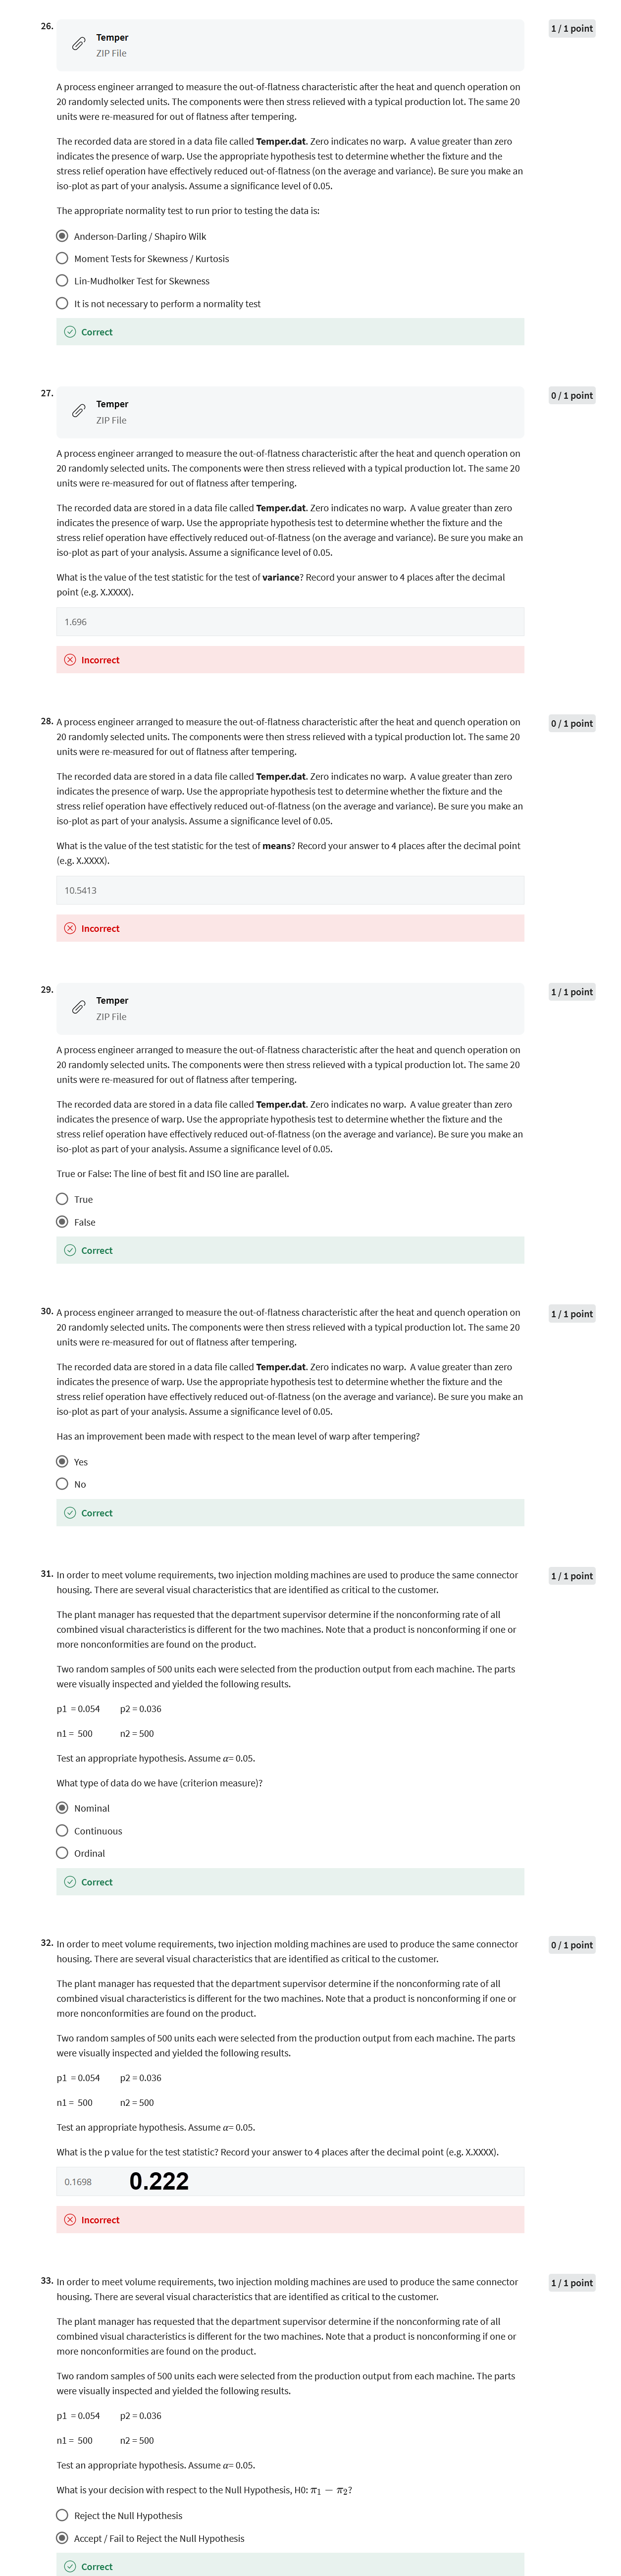 26.
Temper
ZIP File
1 / 1 point
A process engineer arranged to measure the out-of-flatness characteristic after the heat and quench operation on
20 randomly selected units. The components were then stress relieved with a typical production lot. The same 20
units were re-measured for out of flatness after tempering.
The recorded data are stored in a data file called Temper.dat. Zero indicates no warp.  A value greater than zero
indicates the presence of warp. Use the appropriate hypothesis test to determine whether the fixture and the
stress relief operation have effectively reduced out-of-flatness (on the average and variance). Be sure you make an
iso-plot as part of your analysis. Assume a significance level of 0.05.
The appropriate normality test to run prior to testing the data is:
Anderson-Darling / Shapiro Wilk
Moment Tests for Skewness / Kurtosis
Lin-Mudholker Test for Skewness
It is not necessary to perform a normality test
Correct
27.
Temper
ZIP File
0 / 1 point
A process engineer arranged to measure the out-of-flatness characteristic after the heat and quench operation on
20 randomly selected units. The components were then stress relieved with a typical production lot. The same 20
units were re-measured for out of flatness after tempering.
The recorded data are stored in a data file called Temper.dat. Zero indicates no warp.  A value greater than zero
indicates the presence of warp. Use the appropriate hypothesis test to determine whether the fixture and the
stress relief operation have effectively reduced out-of-flatness (on the average and variance). Be sure you make an
iso-plot as part of your analysis. Assume a significance level of 0.05.
What is the value of the test statistic for the test of variance? Record your answer to 4 places after the decimal
point (e.g. X.XXXX).
1.696
Incorrect
28. A process engineer arranged to measure the out-of-flatness characteristic after the heat and quench operation on
0 / 1 point
20 randomly selected units. The components were then stress relieved with a typical production lot. The same 20
units were re-measured for out of flatness after tempering.
The recorded data are stored in a data file called Temper.dat. Zero indicates no warp.  A value greater than zero
indicates the presence of warp. Use the appropriate hypothesis test to determine whether the fixture and the
stress relief operation have effectively reduced out-of-flatness (on the average and variance). Be sure you make an
iso-plot as part of your analysis. Assume a significance level of 0.05.
What is the value of the test statistic for the test of means? Record your answer to 4 places after the decimal point
(e.g. X.XXXX).
10.5413
Incorrect
29.
Temper
ZIP File
1 / 1 point
A process engineer arranged to measure the out-of-flatness characteristic after the heat and quench operation on
20 randomly selected units. The components were then stress relieved with a typical production lot. The same 20
units were re-measured for out of flatness after tempering.
The recorded data are stored in a data file called Temper.dat. Zero indicates no warp.  A value greater than zero
indicates the presence of warp. Use the appropriate hypothesis test to determine whether the fixture and the
stress relief operation have effectively reduced out-of-flatness (on the average and variance). Be sure you make an
iso-plot as part of your analysis. Assume a significance level of 0.05.
True or False: The line of best fit and ISO line are parallel.
True
False
Correct
30. A process engineer arranged to measure the out-of-flatness characteristic after the heat and quench operation on
1 / 1 point
20 randomly selected units. The components were then stress relieved with a typical production lot. The same 20
units were re-measured for out of flatness after tempering.
The recorded data are stored in a data file called Temper.dat. Zero indicates no warp.  A value greater than zero
indicates the presence of warp. Use the appropriate hypothesis test to determine whether the fixture and the
stress relief operation have effectively reduced out-of-flatness (on the average and variance). Be sure you make an
iso-plot as part of your analysis. Assume a significance level of 0.05.
Has an improvement been made with respect to the mean level of warp after tempering?
Yes
No
Correct
31. In order to meet volume requirements, two injection molding machines are used to produce the same connector
1 / 1 point
housing. There are several visual characteristics that are identified as critical to the customer.
The plant manager has requested that the department supervisor determine if the nonconforming rate of all
combined visual characteristics is different for the two machines. Note that a product is nonconforming if one or
more nonconformities are found on the product.
Two random samples of 500 units each were selected from the production output from each machine. The parts
were visually inspected and yielded the following results.
p1 = 0.054 p2 = 0.036
n1 = 500 n2 = 500
Test an appropriate hypothesis. Assume α= 0.05.
What type of data do we have (criterion measure)?
Nominal
Continuous
Ordinal
Correct
32. In order to meet volume requirements, two injection molding machines are used to produce the same connector
0 / 1 point
housing. There are several visual characteristics that are identified as critical to the customer.
The plant manager has requested that the department supervisor determine if the nonconforming rate of all
combined visual characteristics is different for the two machines. Note that a product is nonconforming if one or
more nonconformities are found on the product.
Two random samples of 500 units each were selected from the production output from each machine. The parts
were visually inspected and yielded the following results.
p1 = 0.054 p2 = 0.036
n1 = 500 n2 = 500
Test an appropriate hypothesis. Assume α= 0.05.
What is the p value for the test statistic? Record your answer to 4 places after the decimal point (e.g. X.XXXX).
0.1698 0.222
Incorrect
33. In order to meet volume requirements, two injection molding machines are used to produce the same connector
1 / 1 point
housing. There are several visual characteristics that are identified as critical to the customer.
The plant manager has requested that the department supervisor determine if the nonconforming rate of all
combined visual characteristics is different for the two machines. Note that a product is nonconforming if one or
more nonconformities are found on the product.
Two random samples of 500 units each were selected from the production output from each machine. The parts
were visually inspected and yielded the following results.
p1 = 0.054 p2 = 0.036
n1 = 500 n2 = 500
Test an appropriate hypothesis. Assume α= 0.05.
What is your decision with respect to the Null Hypothesis, H0: π₁ − π₂?
Reject the Null Hypothesis
Accept / Fail to Reject the Null Hypothesis
Correct